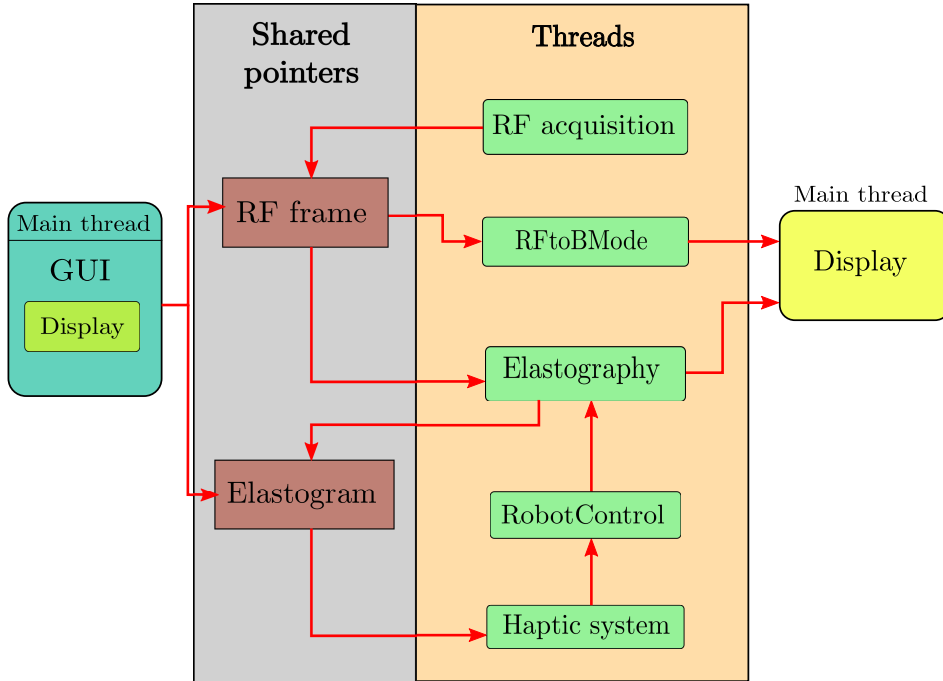 Shared
pointers
Threads
RF acquisition
RF frame
Main thread
GUI
Display
RFtoBMode
Main thread
Display
Elastography
Elastogram
RobotControl
Haptic system